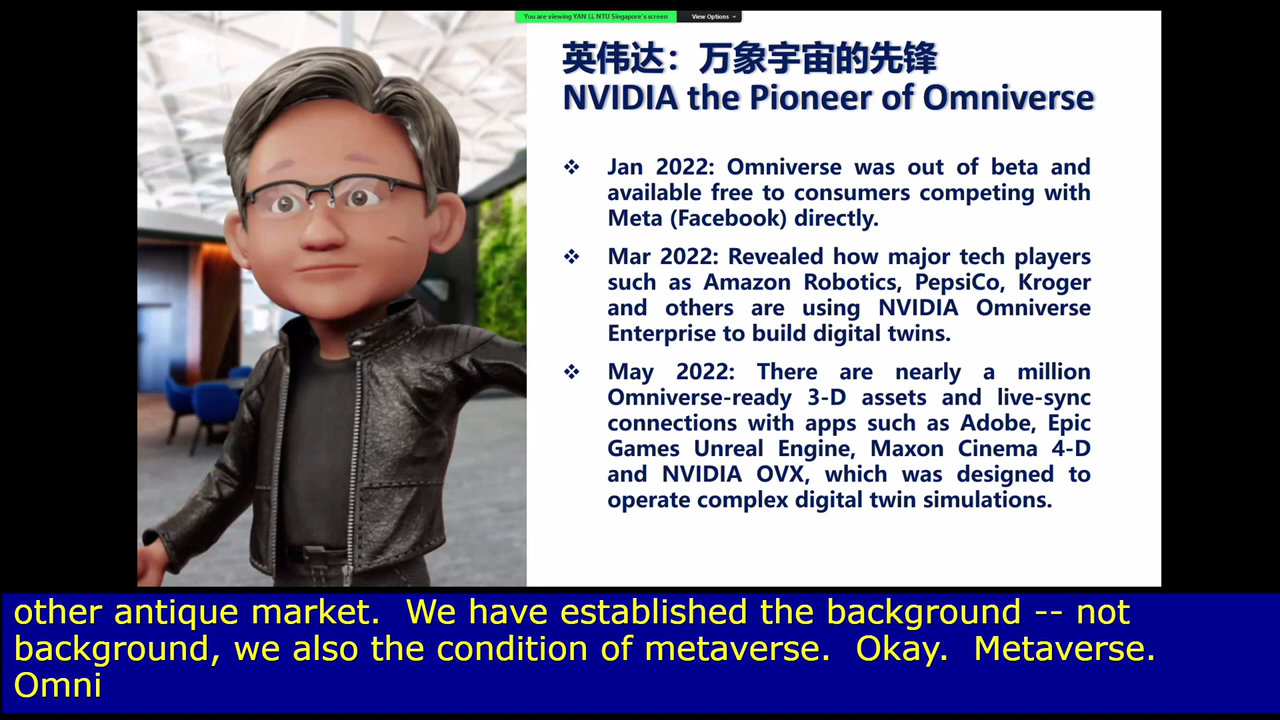 You are viewing YAN Li, NTU Singapore's screen
View Options
英伟达：万象宇宙的先锋
NVIDIA the Pioneer of Omniverse
❖ Jan 2022: Omniverse was out of beta and
available free to consumers competing with
Meta (Facebook) directly.
❖ Mar 2022: Revealed how major tech players
such as Amazon Robotics, PepsiCo, Kroger
and others are using NVIDIA Omniverse
Enterprise to build digital twins.
❖ May 2022: There are nearly a million
Omniverse-ready 3-D assets and live-sync
connections with apps such as Adobe, Epic
Games Unreal Engine, Maxon Cinema 4-D
and NVIDIA OVX, which was designed to
operate complex digital twin simulations.
other antique market. We have established the background -- not
background, we also the condition of metaverse. Okay. Metaverse.
Omni